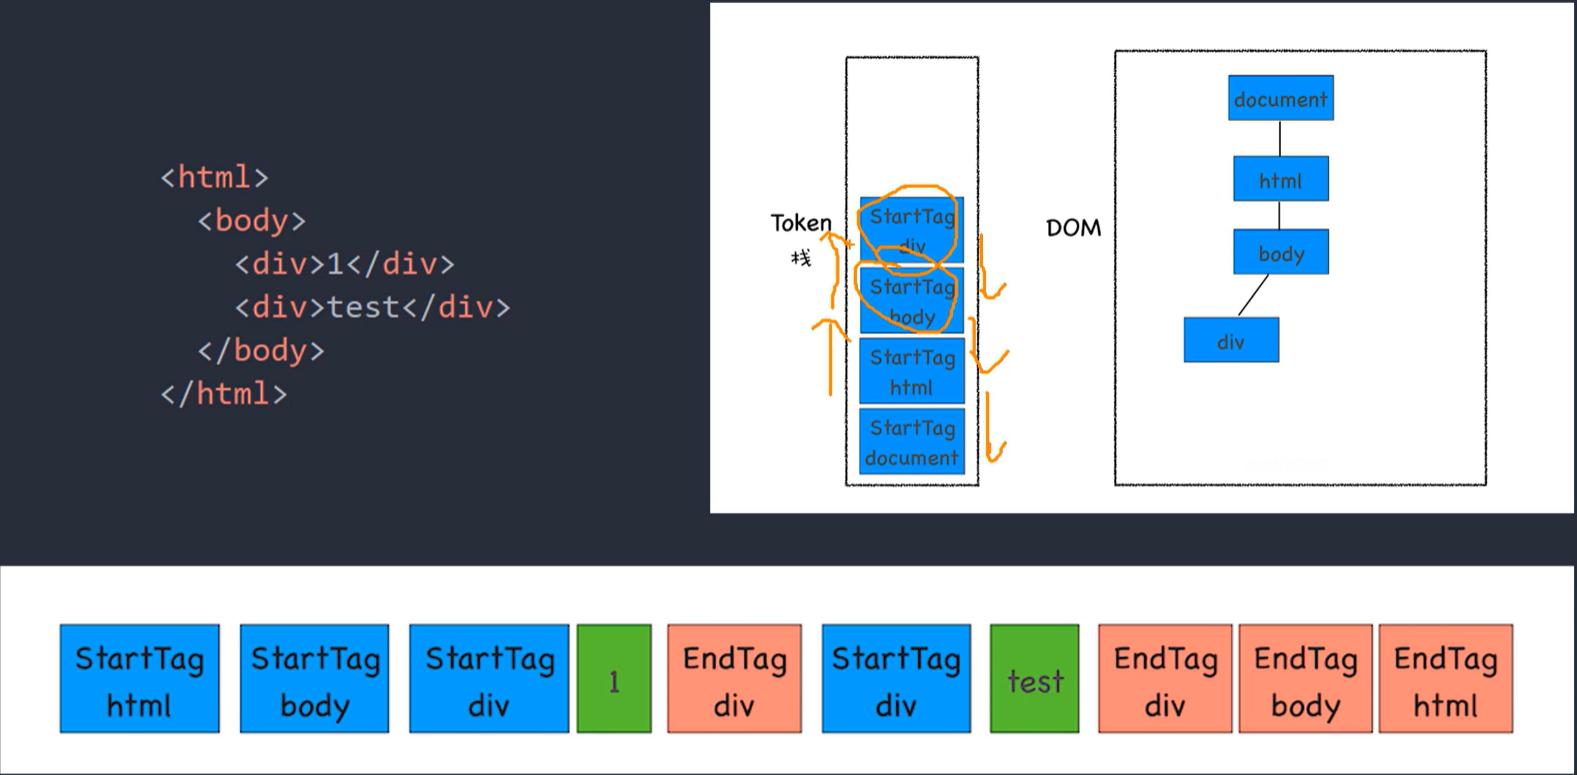 <html>
<body>
<div>1</div>
<div>test</div>
</body>
</html>
Token
栈
StartTag
div
StartTag
body
StartTag
html
StartTag
document
DOM
document
html
body
div
StartTag
html
StartTag
body
StartTag
div
1
EndTag
div
StartTag
div
test
EndTag
div
EndTag
body
EndTag
html